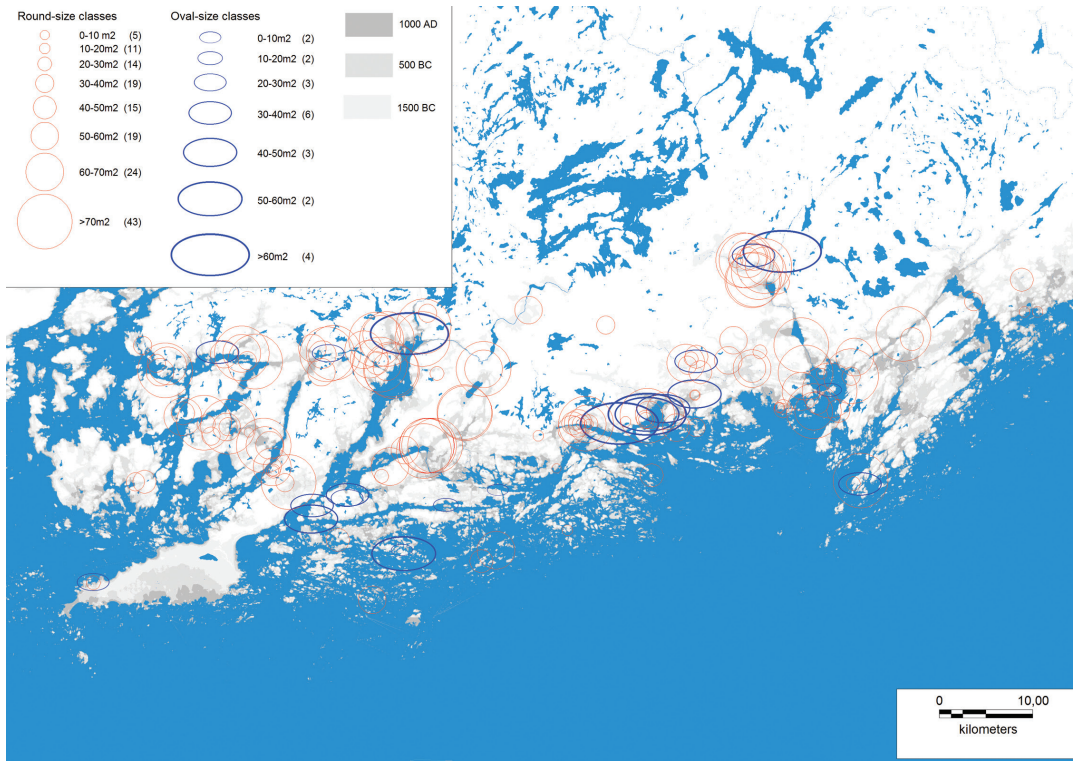 Round-size classes
0-10 m2 (5)
10-20m2 (11)
20-30m2 (14)
30-40m2 (19)
40-50m2 (15)
50-60m2 (19)
60-70m2 (24)
>70m2 (43)
Oval-size classes
0-10m2 (2)
10-20m2 (2)
20-30m2 (3)
30-40m2 (6)
40-50m2 (3)
50-60m2 (2)
>60m2 (4)
1000 AD
500 BC
1500 BC
0 10,00
kilometers